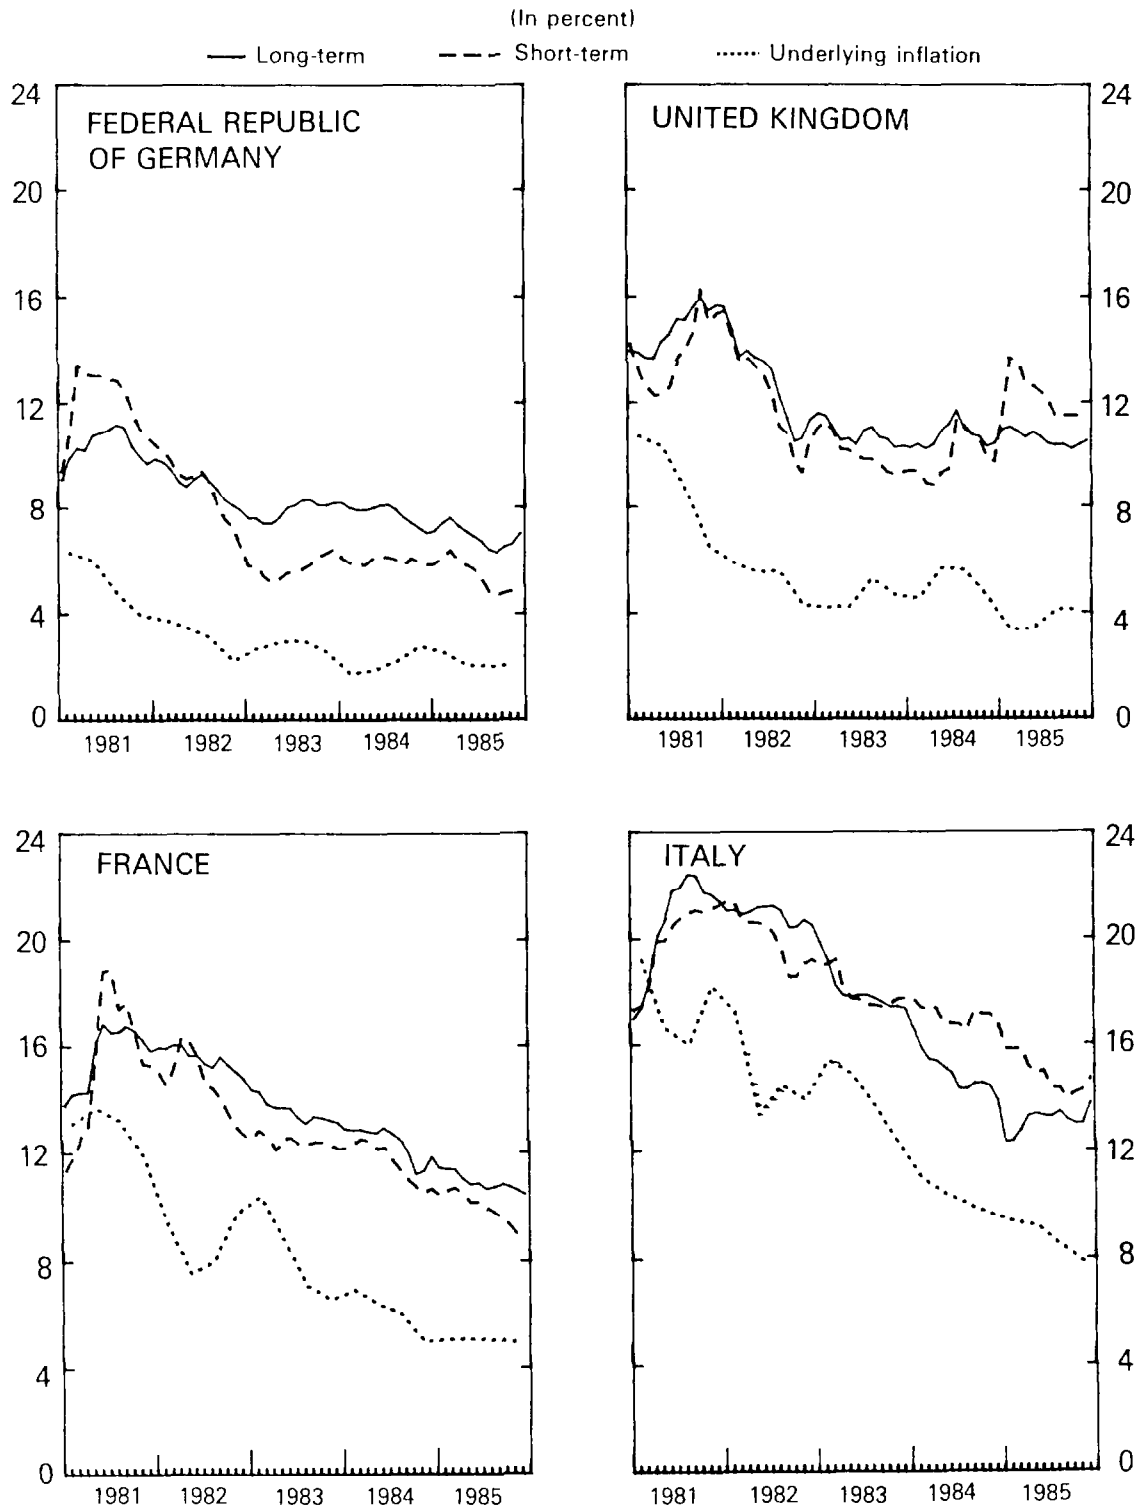 (In percent)
Long-term Short-term Underlying inflation
FEDERAL REPUBLIC
OF GERMANY
24
20
16
12
8
4
0
1981 1982 1983 1984 1985
UNITED KINGDOM
24
20
16
12
8
4
0
1981 1982 1983 1984 1985
FRANCE
24
20
16
12
8
4
0
1981 1982 1983 1984 1985
ITALY
24
20
16
12
8
4
0
1981 1982 1983 1984 1985